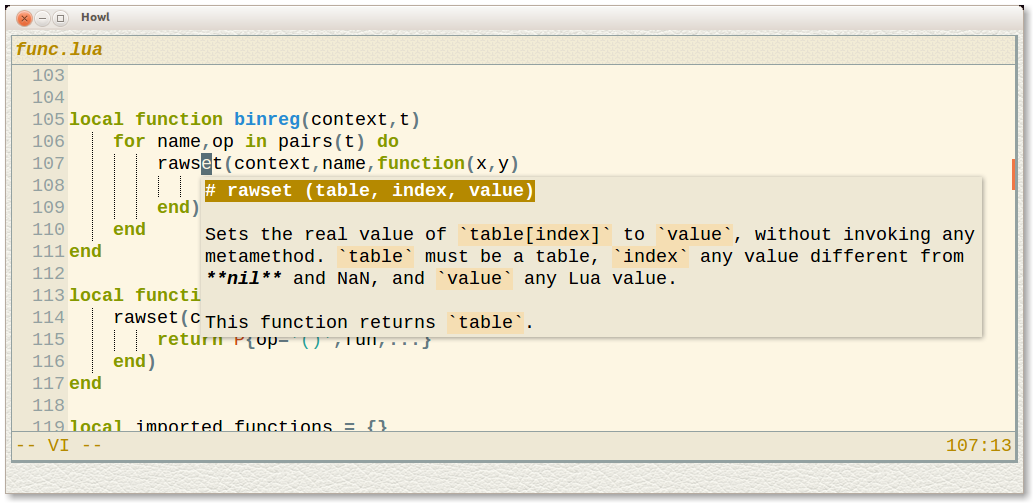 Howl
func.lua
103
104
105 local function binreg(context,t)
106 for name,op in pairs(t) do
107 rawset(context,name,function(x,y)
108
# rawset (table, index, value)
109 end)
Sets the real value of `table[index]` to `value`, without invoking any
110 end
metamethod. `table` must be a table, `index` any value different from
111 end
**nil** and NaN, and `value` any Lua value.
112
113 local functi
This function returns `table`.
114 rawset(c
115 return P{op='()',fun,...}
116 end)
117 end
118
119 local imported functions = {}
-- VI -- 107:13